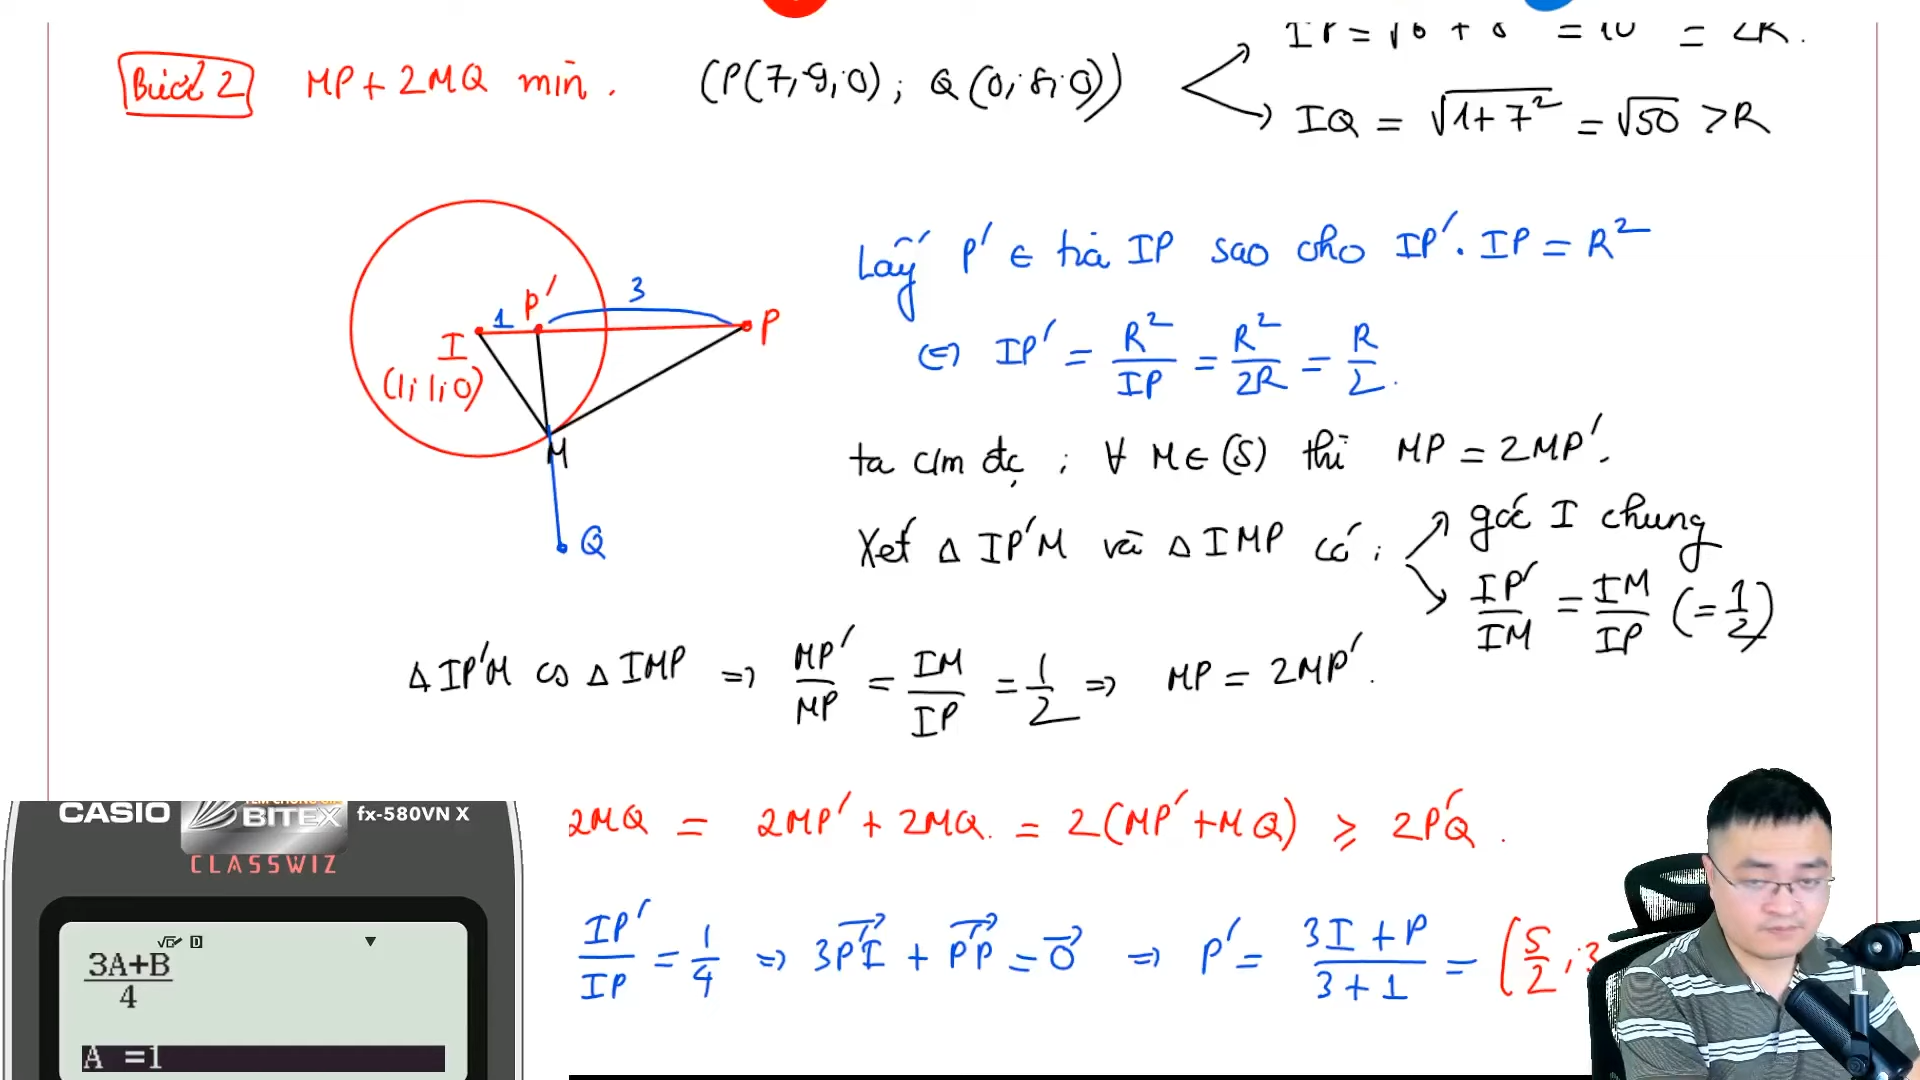 IP = √6² + 8² = 10 = 2R.
Bước 2 MP + 2MQ min. (P(7;9;0); Q(0;8;0))
IQ = √1+7² = √50 > R
Lấy P' ∈ tia IP sao cho IP'. IP = R²
1 P' 3 P
I
(1;1;0)
⇔ IP' = R²/IP = R²/2R = R/2.
M
ta c/m đc: ∀ M∈(S) thì MP = 2MP'.
Q
Xét Δ IP'M và Δ IMP có:
góc I chung
IP'/IM = IM/IP (=1/2)
Δ IP'M ∽ Δ IMP ⇒ MP'/MP = IM/IP = 1/2 ⇒ MP = 2MP'.
2MQ = 2MP' + 2MQ. = 2(MP'+MQ) ≥ 2P'Q.
IP'/IP = 1/4 ⇒ 3P'I + P'P = 0 ⇒ P' = 3I+P/3+1 = (5/2;3
CASIO BITEX fx-580VN X
CLASSWIZ
√ D ▼
3A+B/4
A =1